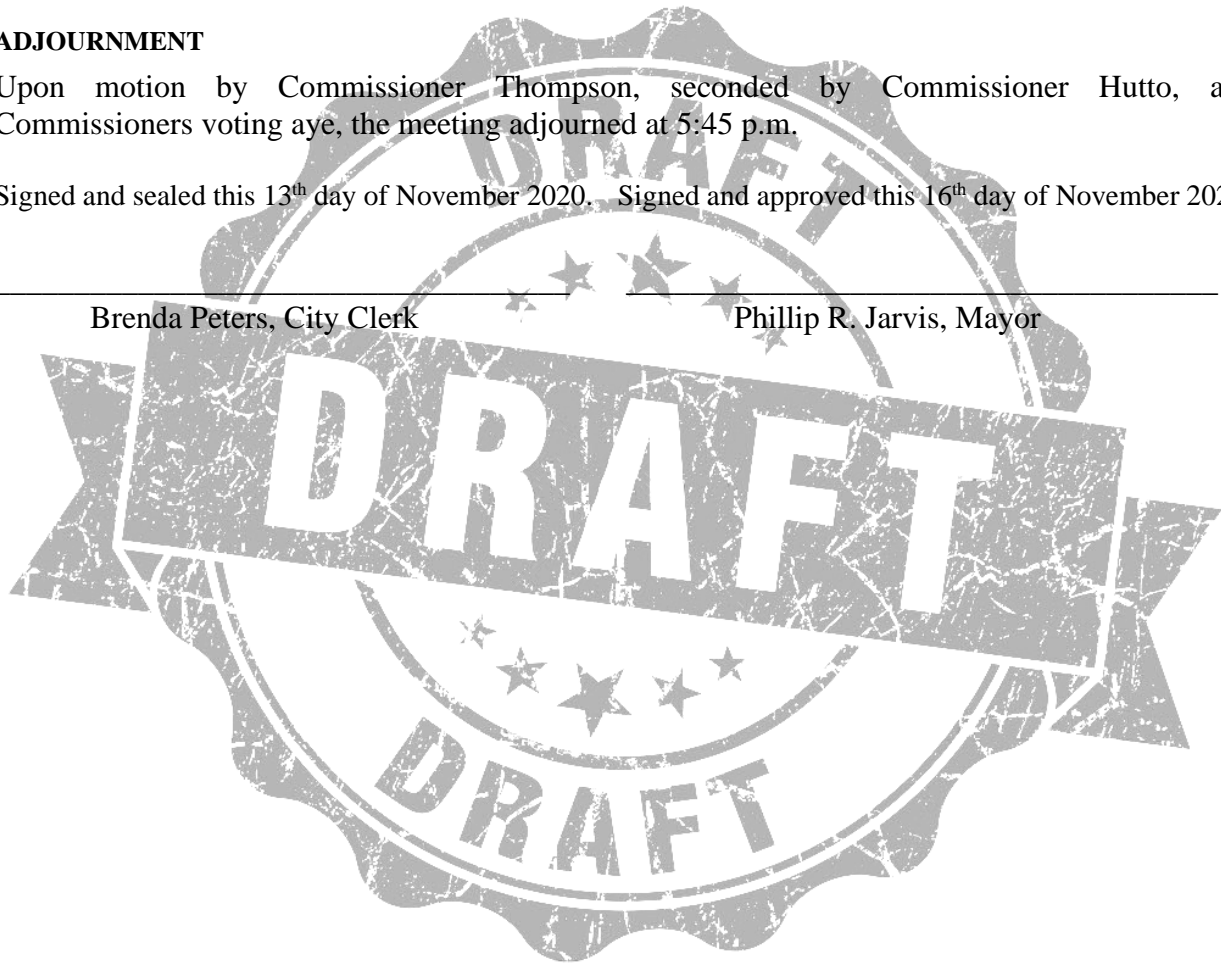 ADJOURNMENT
Upon motion by Commissioner Thompson, seconded by Commissioner Hutto, a
Commissioners voting aye, the meeting adjourned at 5:45 p.m.
Signed and sealed this 13th day of November 2020. Signed and approved this 16th day of November 202
Brenda Peters, City Clerk Phillip R. Jarvis, Mayor
DRAFT
DRAFT
DRAFT